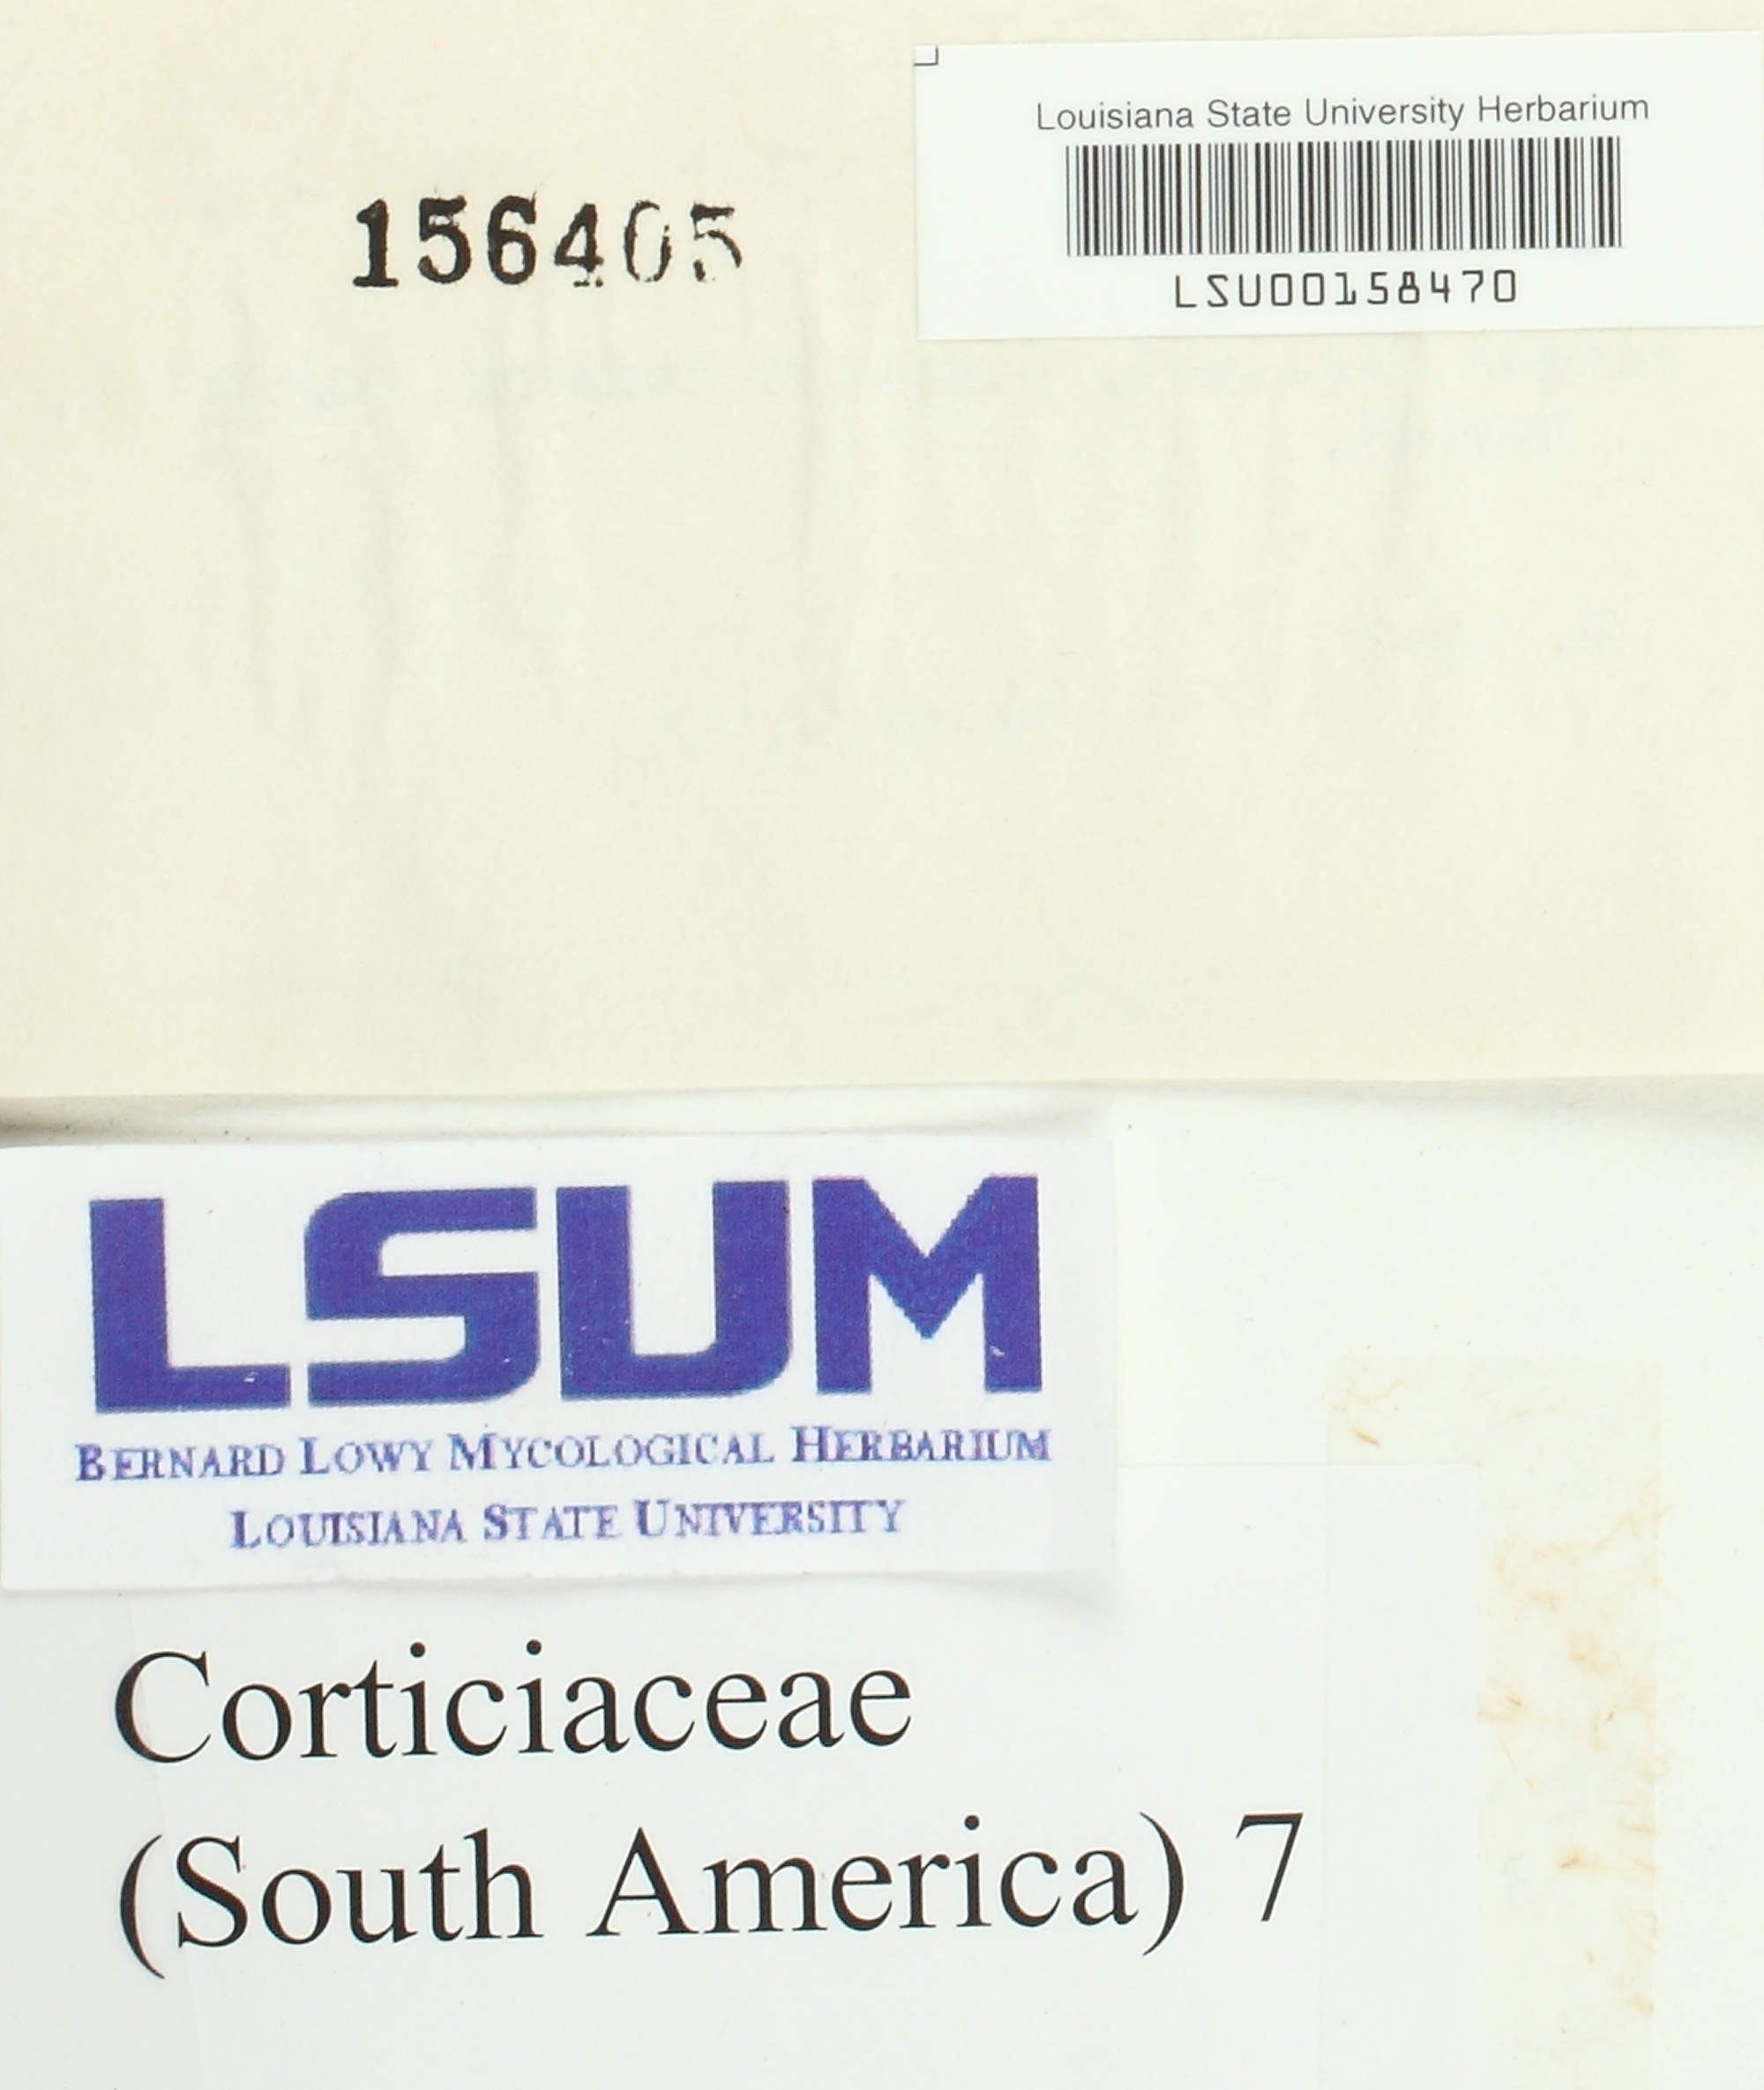 Louisiana State University Herbarium
156405
LSU00158470
LSUM
BERNARD LOWY MYCOLOGICAL HERBARIUM
LOUISIANA STATE UNIVERSITY
Corticiaceae
(South America) 7